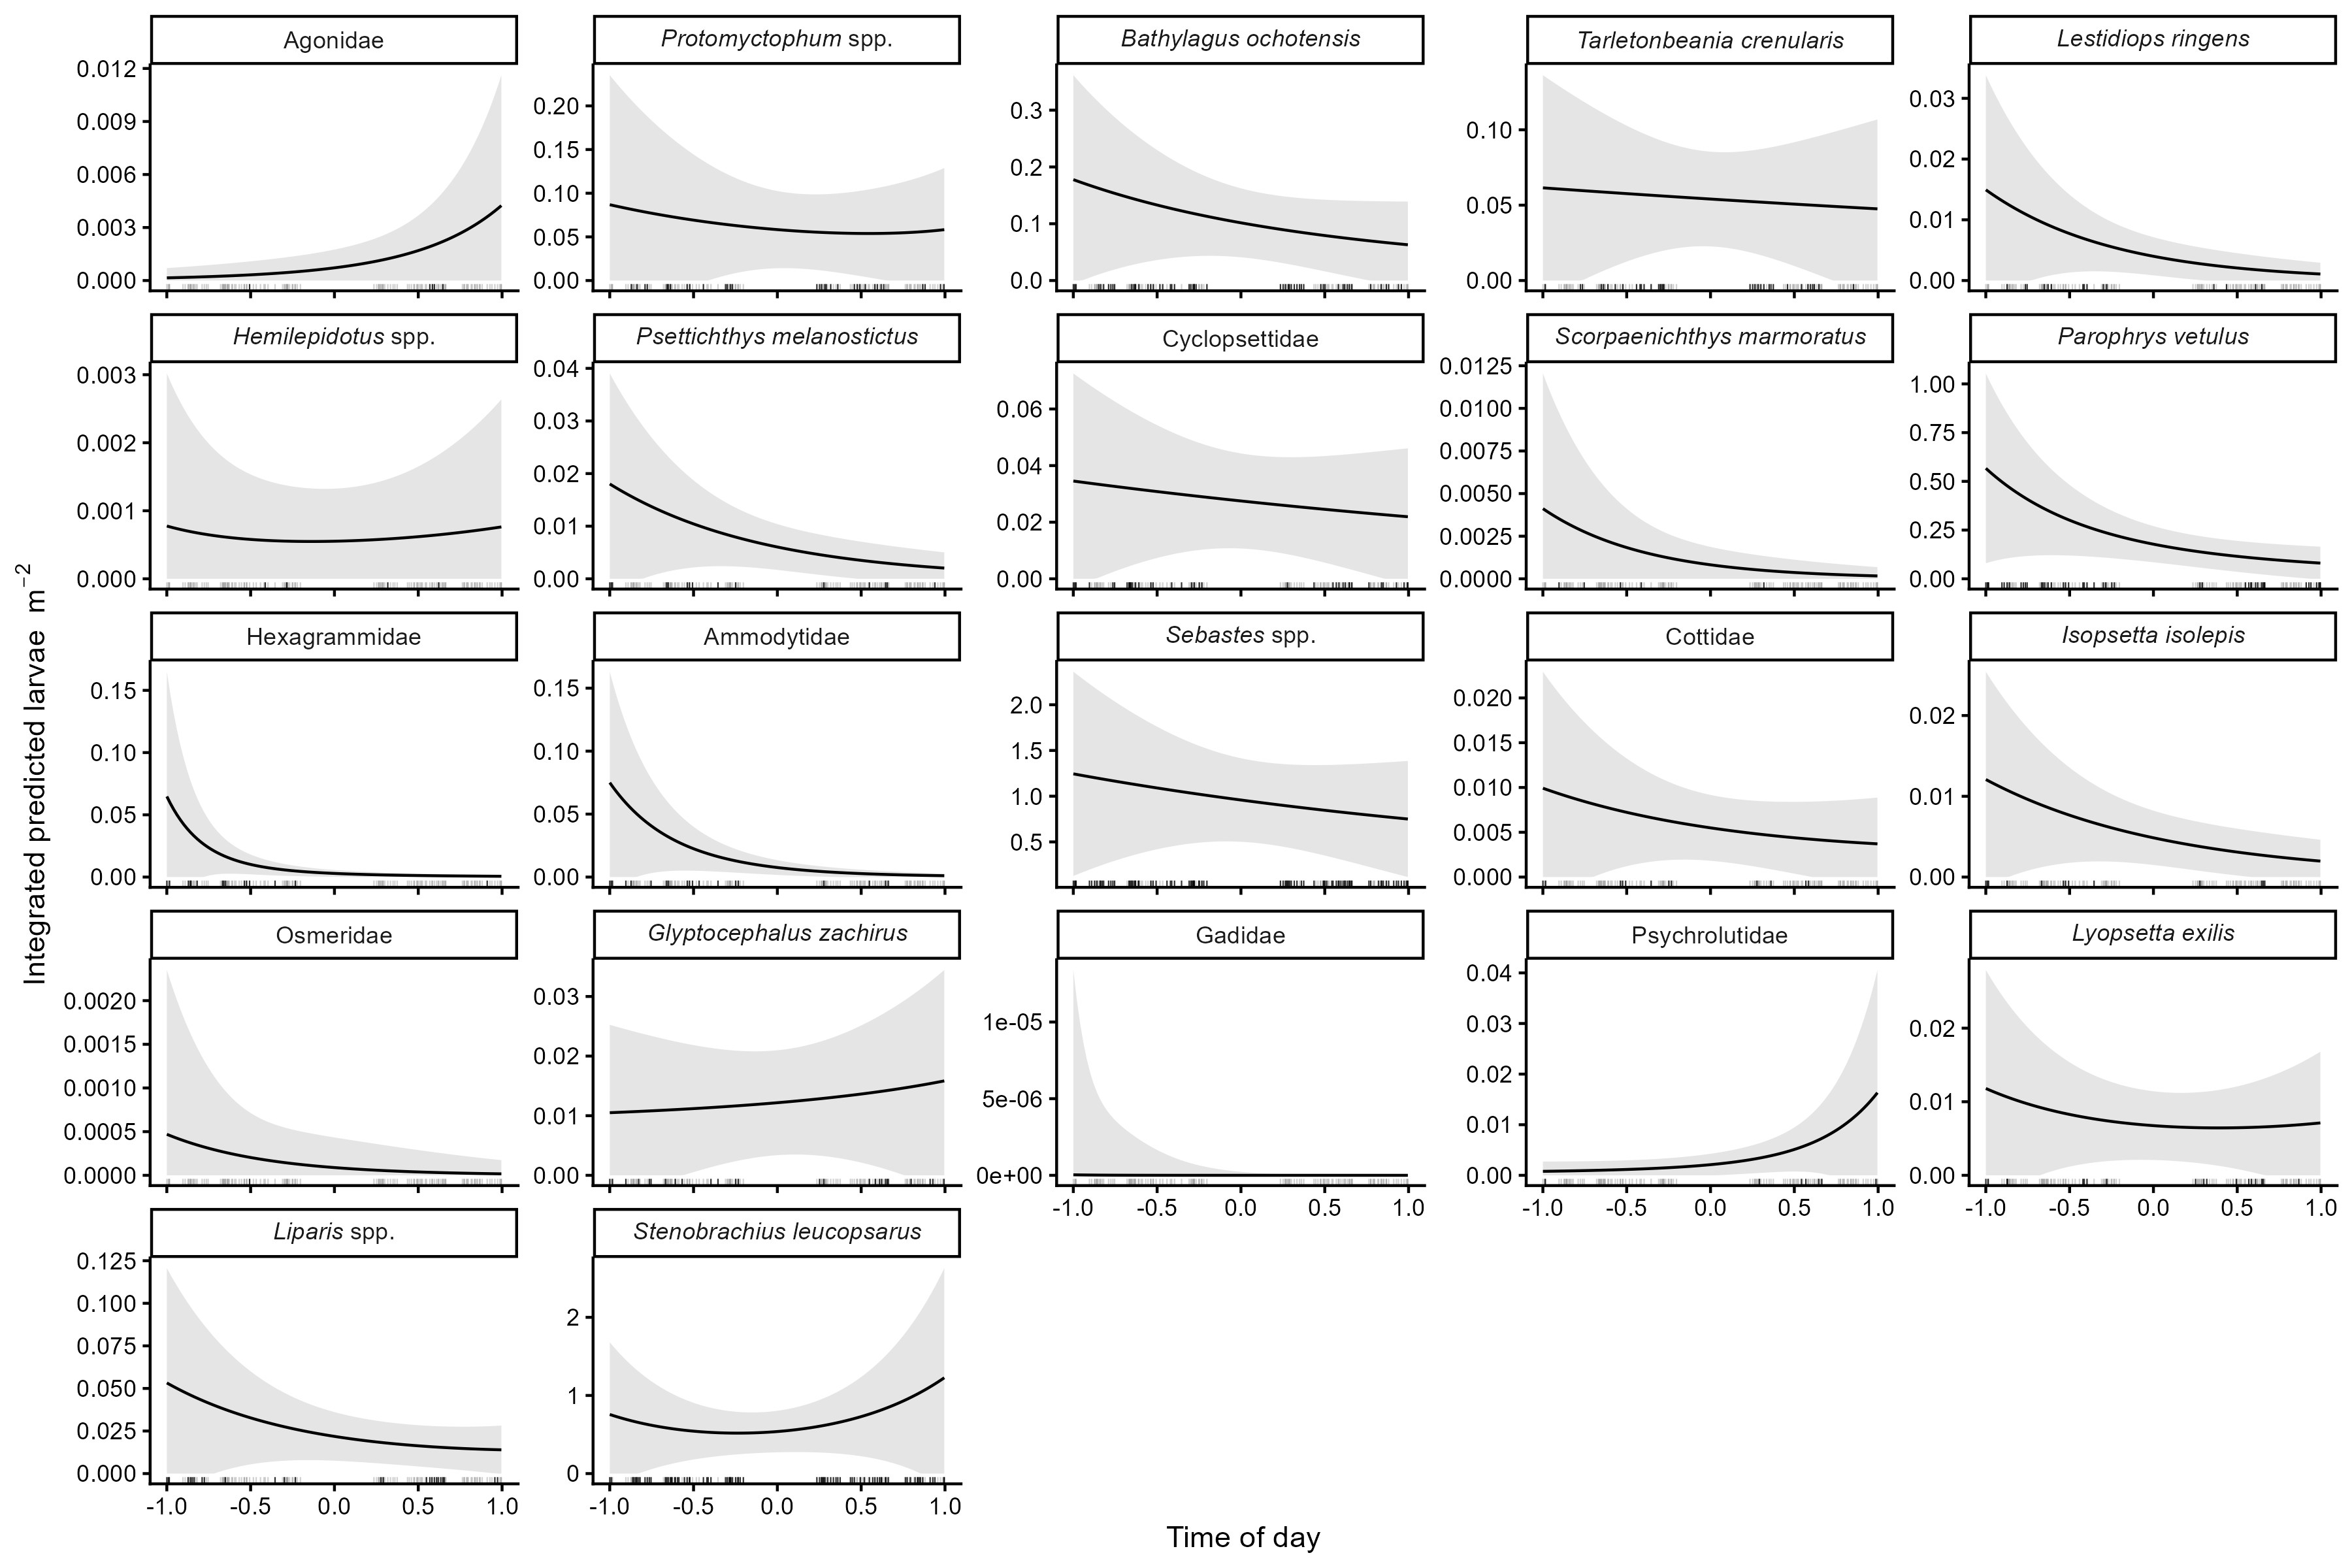 Agonidae
Protomyctophum spp.
Bathylagus ochotensis
Tarletonbeania crenularis
Lestidiops ringens
0.012
0.009
0.006
0.003
0.000
0.20
0.15
0.10
0.05
0.00
0.3
0.2
0.1
0.0
0.10
0.05
0.00
0.03
0.02
0.01
0.00
Hemilepidotus spp.
Psettichthys melanostictus
Cyclopsettidae
Scorpaenichthys marmoratus
Parophrys vetulus
0.003
0.002
0.001
0.000
0.04
0.03
0.02
0.01
0.00
0.06
0.04
0.02
0.00
0.0125
0.0100
0.0075
0.0050
0.0025
0.0000
1.00
0.75
0.50
0.25
0.00
Integrated predicted larvae m⁻²
Hexagrammidae
Ammodytidae
Sebastes spp.
Cottidae
Isopsetta isolepis
0.15
0.10
0.05
0.00
0.15
0.10
0.05
0.00
2.0
1.5
1.0
0.5
0.020
0.015
0.010
0.005
0.000
0.02
0.01
0.00
Osmeridae
Glyptocephalus zachirus
Gadidae
Psychrolutidae
Lyopsetta exilis
0.0020
0.0015
0.0010
0.0005
0.0000
0.03
0.02
0.01
0.00
1e-05
5e-06
0e+00
0.04
0.03
0.02
0.01
0.00
0.02
0.01
0.00
-1.0 -0.5 0.0 0.5 1.0
-1.0 -0.5 0.0 0.5 1.0
-1.0 -0.5 0.0 0.5 1.0
Liparis spp.
Stenobrachius leucopsarus
0.125
0.100
0.075
0.050
0.025
0.000
2
1
0
-1.0 -0.5 0.0 0.5 1.0
-1.0 -0.5 0.0 0.5 1.0
Time of day